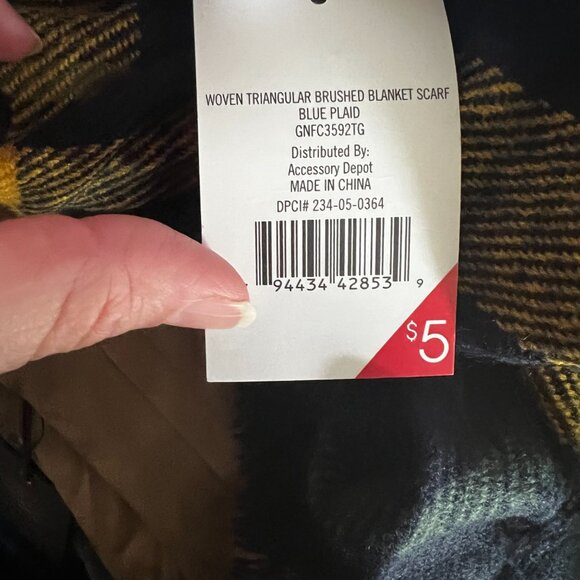 WOVEN TRIANGULAR BRUSHED BLANKET SCARF
BLUE PLAID
GNFC3592TG
Distributed By:
Accessory Depot
MADE IN CHINA
DPCI# 234-05-0364
94434 42853 9
$5